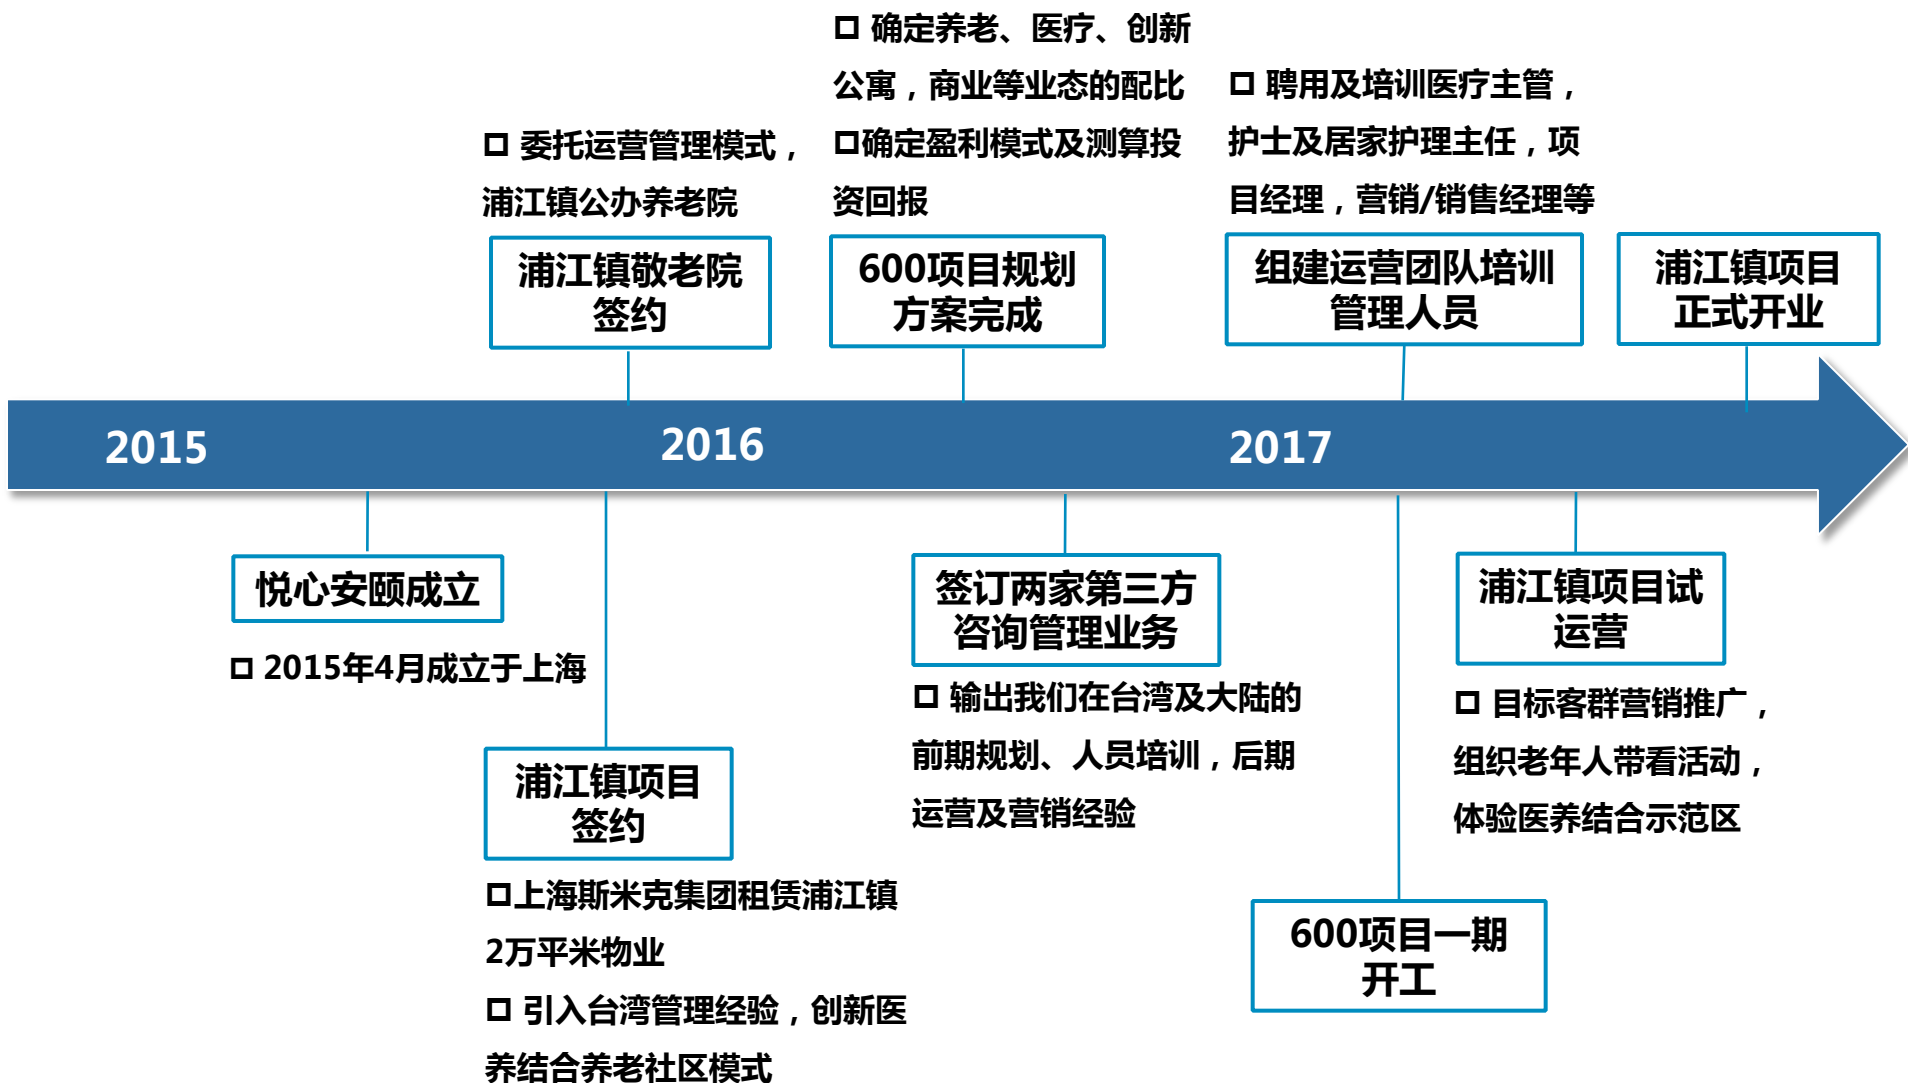 □ 确定养老、医疗、创新
公寓，商业等业态的配比
□确定盈利模式及测算投
资回报
□ 聘用及培训医疗主管，
护士及居家护理主任，项
目经理，营销/销售经理等
□ 委托运营管理模式，
浦江镇公办养老院
浦江镇敬老院
签约
600项目规划
方案完成
组建运营团队培训
管理人员
浦江镇项目
正式开业
2015
2016
2017
悦心安颐成立
□ 2015年4月成立于上海
浦江镇项目
签约
□上海斯米克集团租赁浦江镇
2万平米物业
□ 引入台湾管理经验，创新医
养结合养老社区模式
签订两家第三方
咨询管理业务
□ 输出我们在台湾及大陆的
前期规划、人员培训，后期
运营及营销经验
600项目一期
开工
浦江镇项目试
运营
□ 目标客群营销推广，
组织老年人带看活动，
体验医养结合示范区